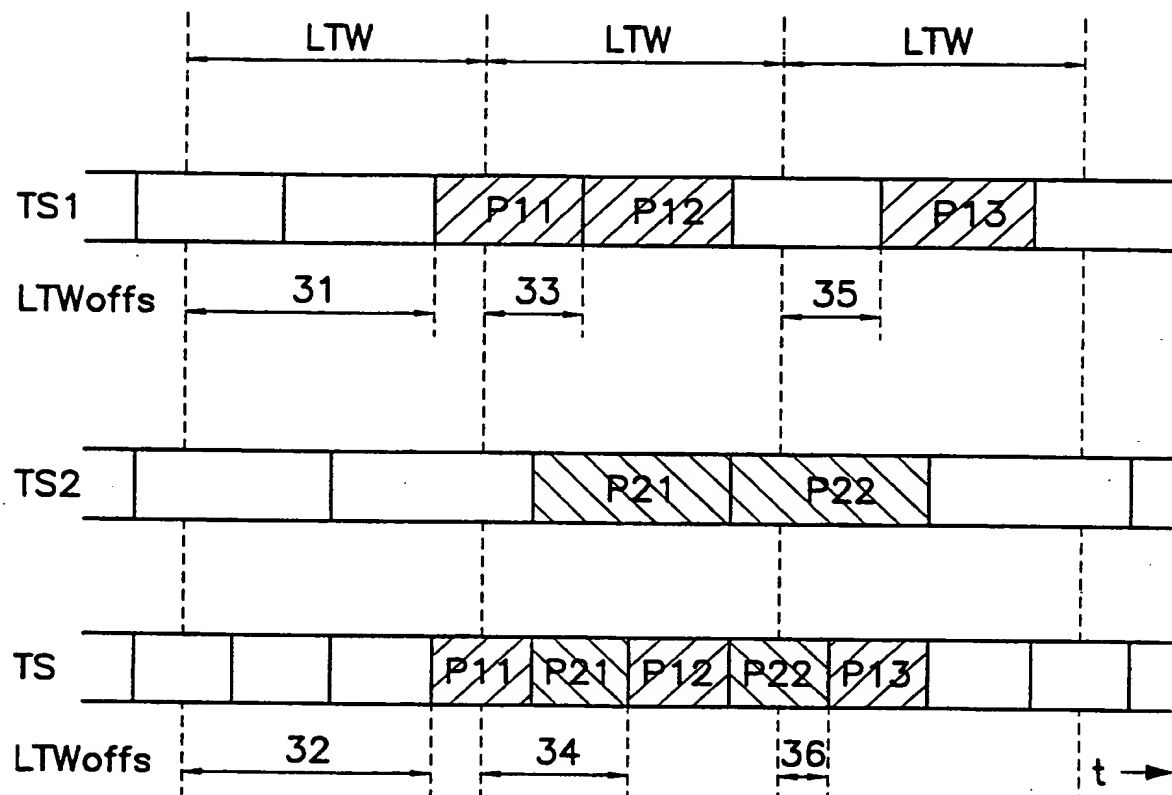 LTW LTW LTW
TS1 P11 P12 P13
LTWoffs 31 33 35
TS2 P21 P22
TS P11 P21 P12 P22 P13
LTWoffs 32 34 36 t